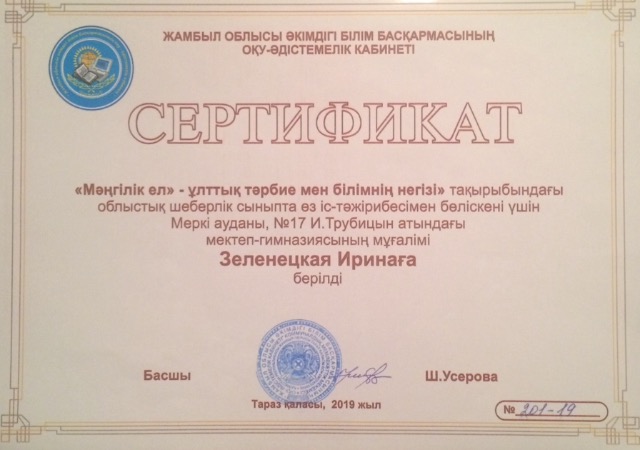 ЖАМБЫЛ ОБЛЫСЫ ӘКІМДІГІ БІЛІМ БАСҚАРМАСЫНЫҢ
ОҚУ-ӘДІСТЕМЕЛІК КАБИНЕТІ
СЕРТИФИКАТ
«Мәңгілік ел» - ұлттық тәрбие мен білімнің негізі» тақырыбындағы
облыстық шеберлік сыныпта өз іс-тәжірибесімен бөліскені үшін
Меркі ауданы, №17 И.Трубицын атындағы
мектеп-гимназиясының мұғалімі
Зеленецкая Иринаға
берілді
Басшы
Ш.Усерова
Тараз қаласы, 2019 жыл
№ 201-19